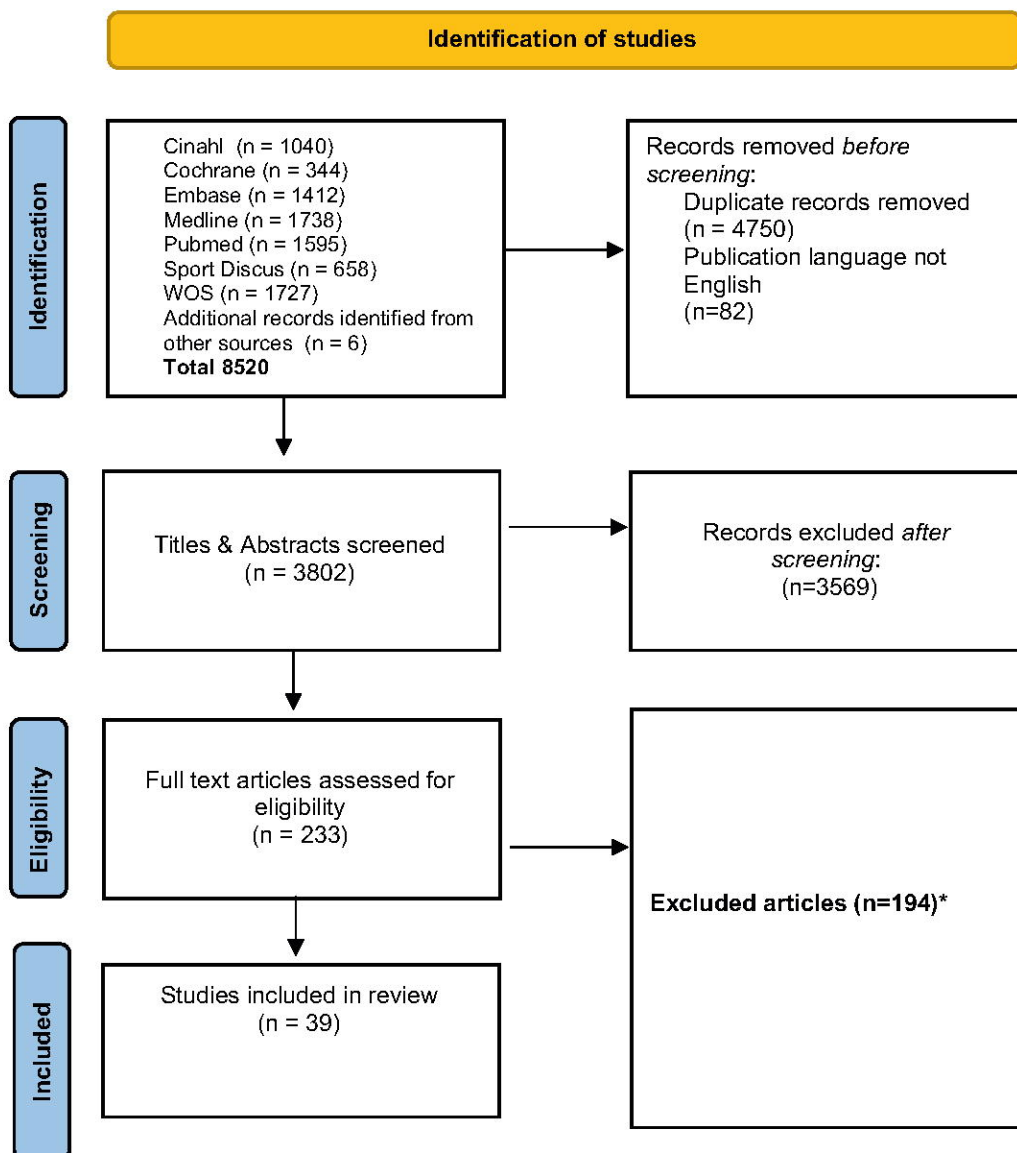 Identification of studies
Identification
Cinahl (n = 1040)
Cochrane (n = 344)
Embase (n = 1412)
Medline (n = 1738)
Pubmed (n = 1595)
Sport Discus (n = 658)
WOS (n = 1727)
Additional records identified from
other sources (n = 6)
Total 8520
Records removed before
screening:
Duplicate records removed
(n = 4750)
Publication language not
English
(n=82)
Screening
Titles & Abstracts screened
(n = 3802)
Records excluded after
screening:
(n=3569)
Eligibility
Full text articles assessed for
eligibility
(n = 233)
Excluded articles (n=194)*
Included
Studies included in review
(n = 39)